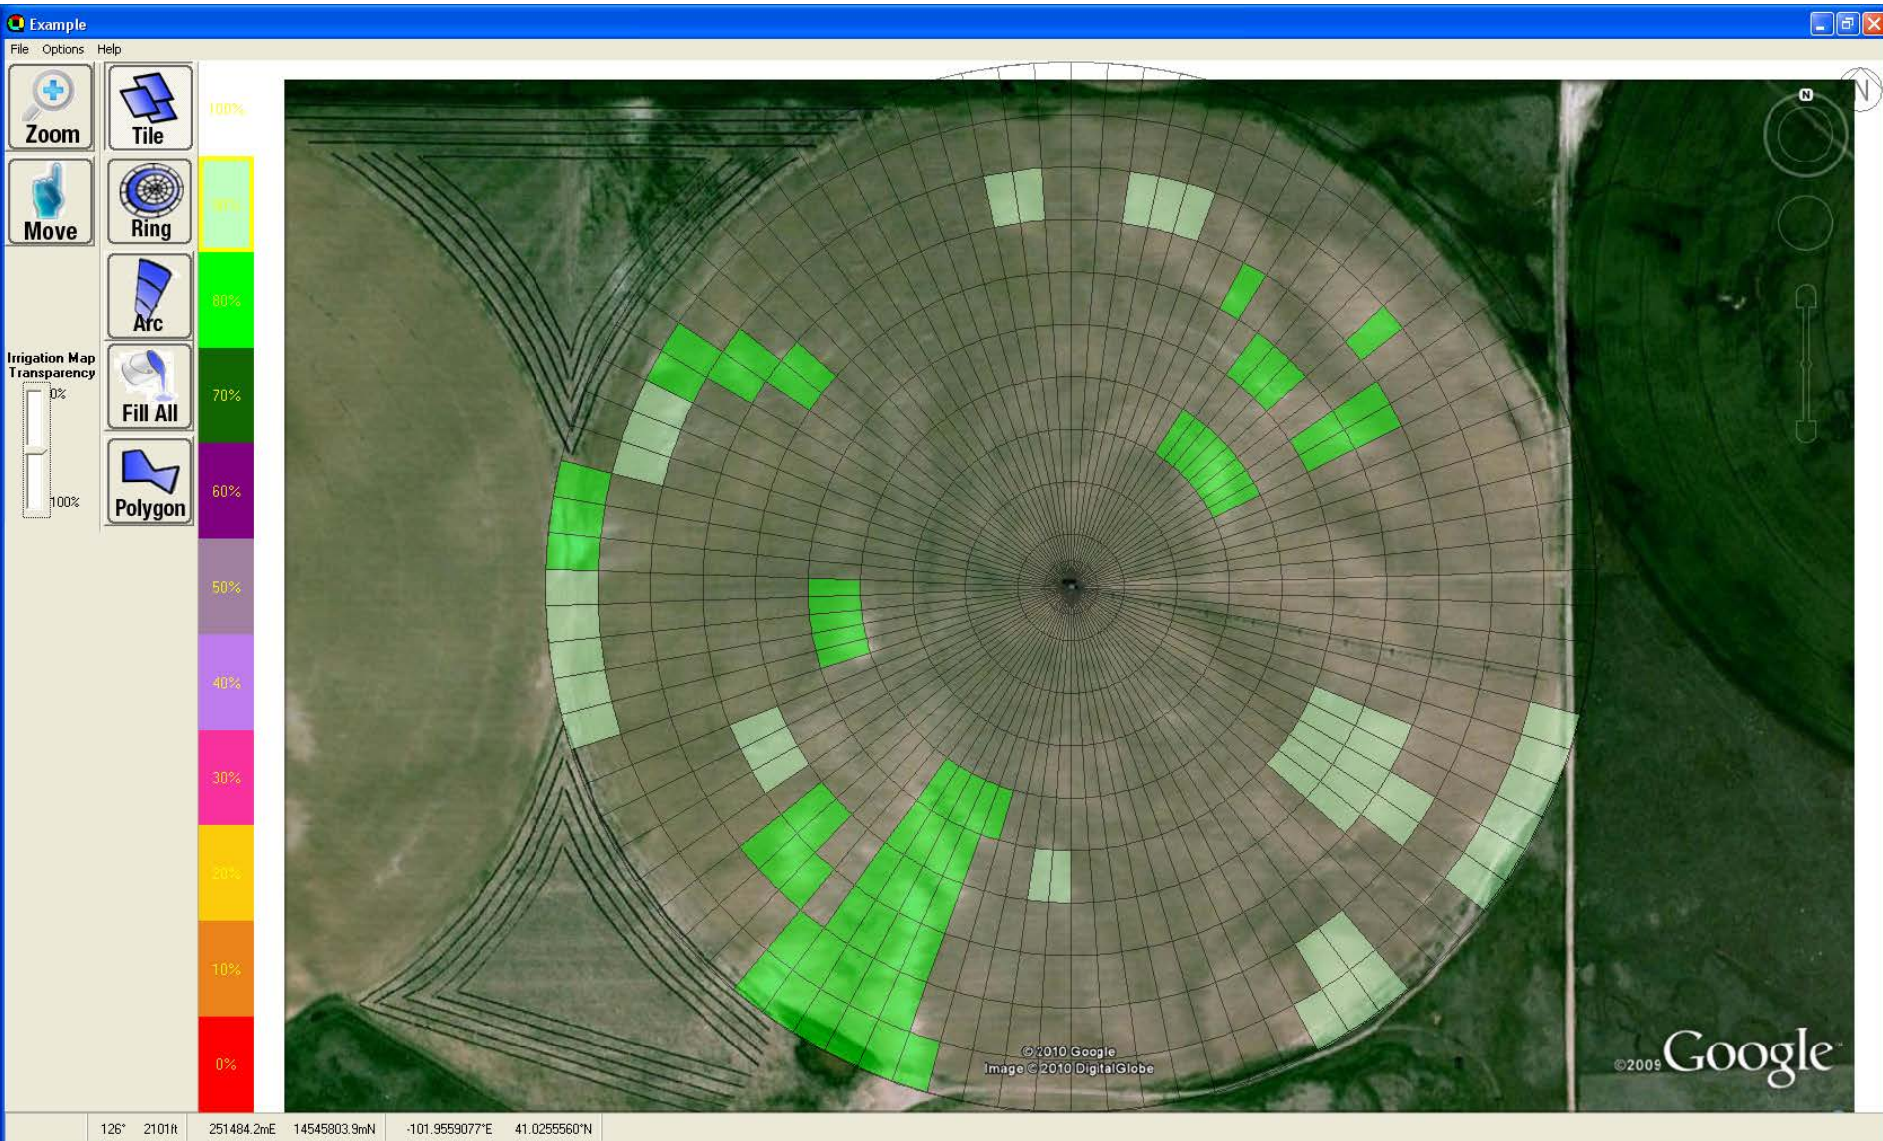 Example
File Options Help
Zoom
Tile
Move
Ring
Arc
Fill All
Polygon
Irrigation Map
Transparency
0%
100%
100%
90%
80%
70%
60%
50%
40%
30%
20%
10%
0%
N
N
© 2010 Google
Image © 2010 DigitalGlobe
©2009 Google
126° 2101ft 251484.2mE 14545803.9mN -101.9559077°E 41.0255560°N